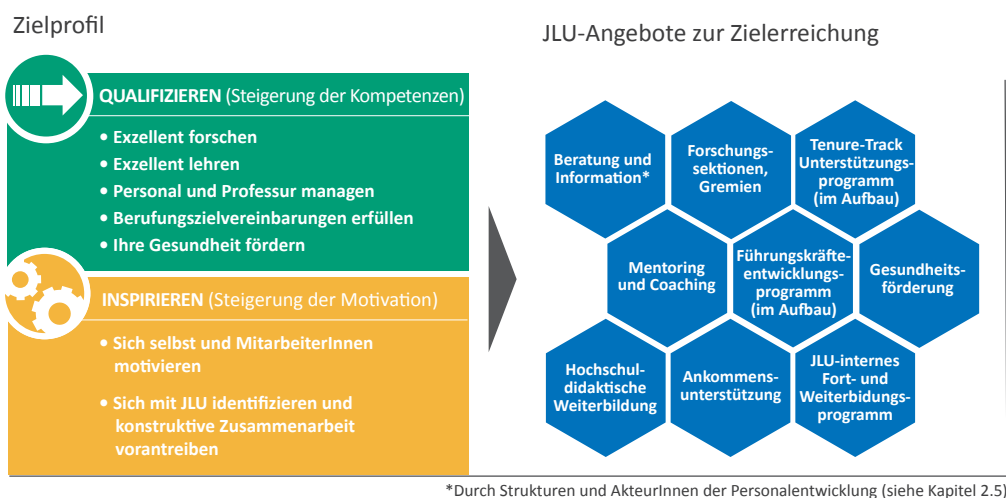 Zielprofil
JLU-Angebote zur Zielerreichung
QUALIFIZIEREN (Steigerung der Kompetenzen)
• Exzellent forschen
• Exzellent lehren
• Personal und Professur managen
• Berufungszielvereinbarungen erfüllen
• Ihre Gesundheit fördern
INSPIRIEREN (Steigerung der Motivation)
• Sich selbst und MitarbeiterInnen
motivieren
• Sich mit JLU identifizieren und
konstruktive Zusammenarbeit
vorantreiben
Beratung und
Information*
Forschungs-
sektionen,
Gremien
Tenure-Track
Unterstützungs-
programm
(im Aufbau)
Mentoring
und Coaching
Führungskräfte-
entwicklungs-
programm
(im Aufbau)
Gesundheits-
förderung
Hochschul-
didaktische
Weiterbildung
Ankommens-
unterstützung
JLU-internes
Fort- und
Weiterbidungs-
programm
*Durch Strukturen und AkteurInnen der Personalentwicklung (siehe Kapitel 2.5)